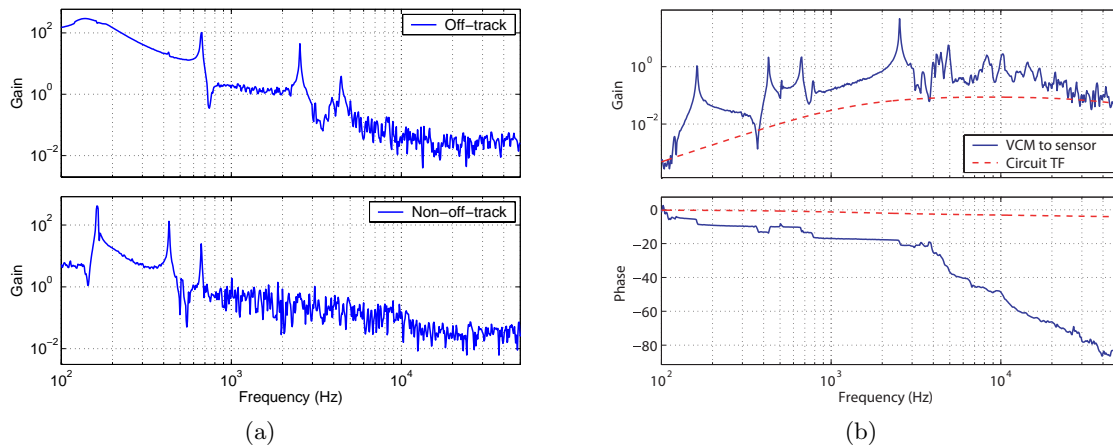 10^2
10^0
10^-2
Gain
Off-track
10^2
10^0
10^-2
Gain
Non-off-track
10^2
10^3
10^4
Frequency (Hz)
(a)
10^0
10^-2
Gain
VCM to sensor
Circuit TF
0
−20
−40
−60
−80
Phase
10^2
10^3
10^4
Frequency (Hz)
(b)